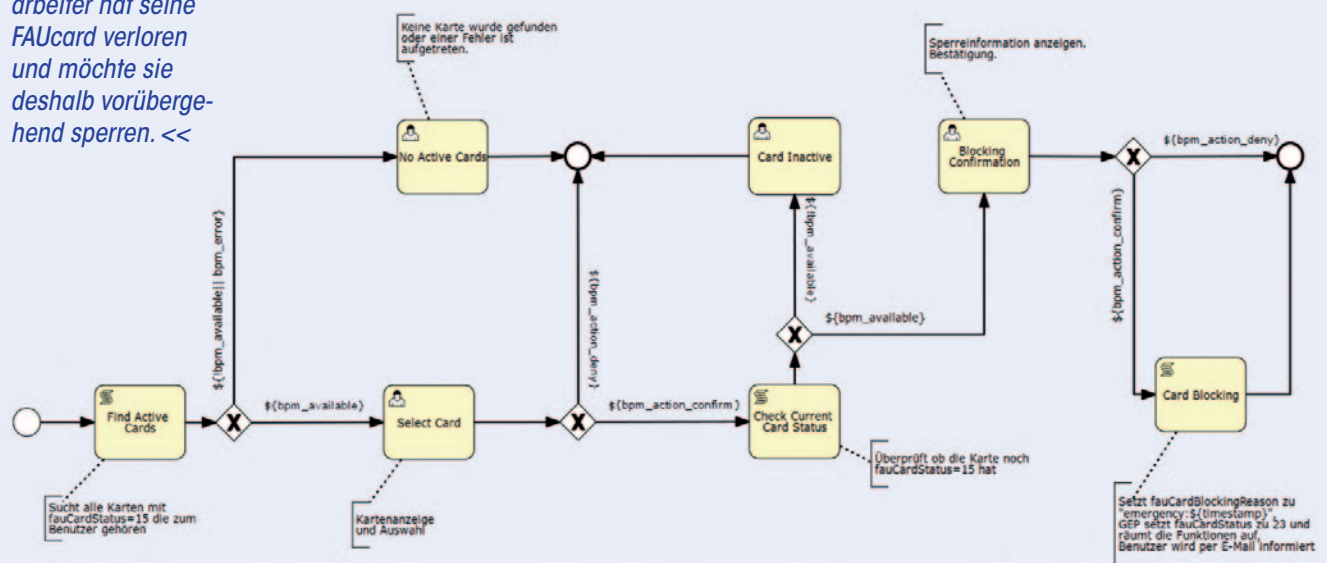 arbeiter hat seine
FAUcard verloren
und möchte sie
deshalb vorüberge-
hend sperren. <<
Keine Karte wurde gefunden
oder einer Fehler ist
aufgetreten.
Sperreinformation anzeigen.
Bestätigung.
No Active Cards
Card Inactive
Blocking
Confirmation
${bpm_action_deny}
${!bpm_available|| bpm_error}
${bpm_action_deny}
${!bpm_available}
${bpm_action_confirm}
${bpm_available}
Find Active
Cards
${bpm_available}
Select Card
${bpm_action_confirm}
Check Current
Card Status
Card Blocking
Überprüft ob die Karte noch
fauCardStatus=15 hat
Sucht alle Karten mit
fauCardStatus=15 die zum
Benutzer gehören
Kartenanzeige
und Auswahl
Setzt fauCardBlockingReason zu
"emergency:${timestamp}",
GEP setzt fauCardStatus zu 23 und
räumt die Funktionen auf,
Benutzer wird per E-Mail informiert